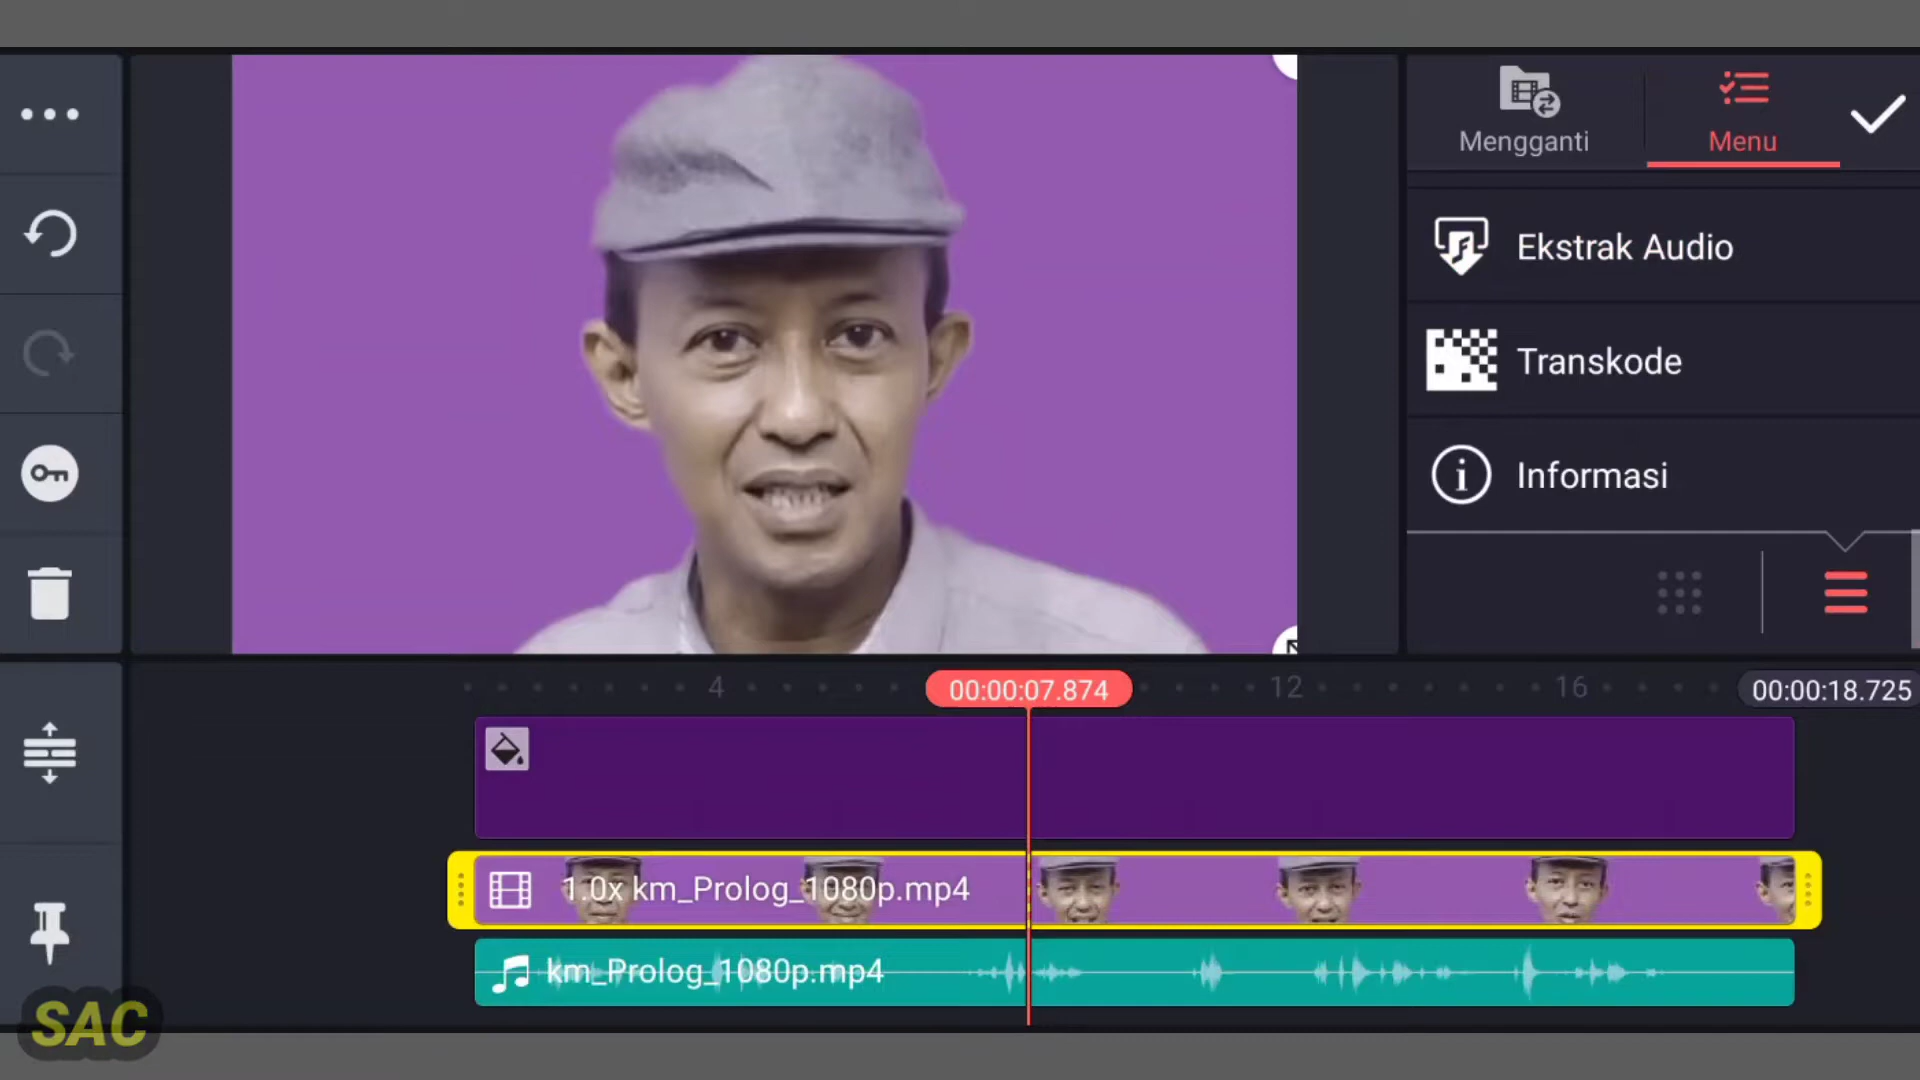 Mengganti
Menu
Ekstrak Audio
Transkode
Informasi
4
00:00:07.874
12
16
00:00:18.725
1.0x km_Prolog_1080p.mp4
km_Prolog_1080p.mp4
SAC